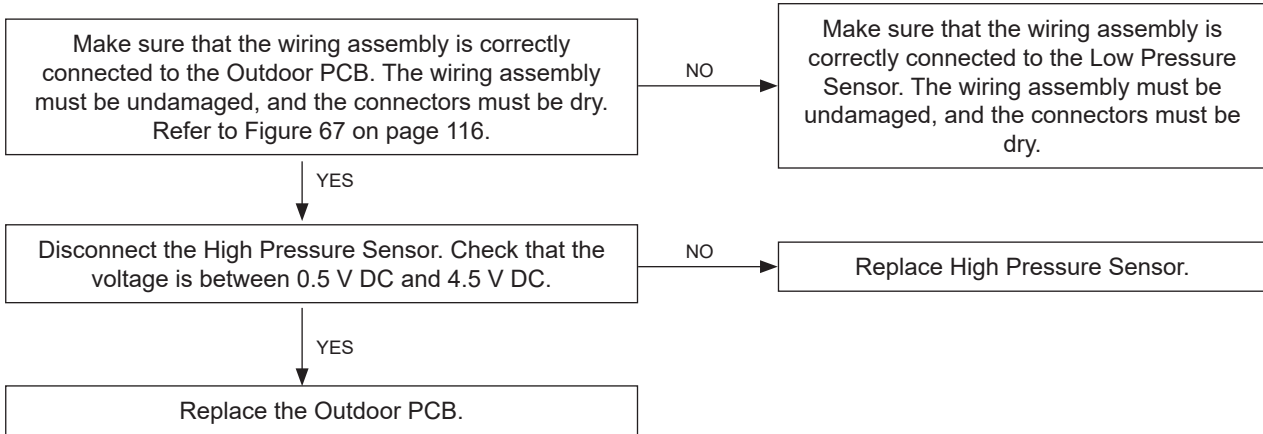 Make sure that the wiring assembly is correctly
connected to the Outdoor PCB. The wiring assembly
must be undamaged, and the connectors must be dry.
Refer to Figure 67 on page 116.
NO
Make sure that the wiring assembly is
correctly connected to the Low Pressure
Sensor. The wiring assembly must be
undamaged, and the connectors must be
dry.
YES
Disconnect the High Pressure Sensor. Check that the
voltage is between 0.5 V DC and 4.5 V DC.
NO
Replace High Pressure Sensor.
YES
Replace the Outdoor PCB.